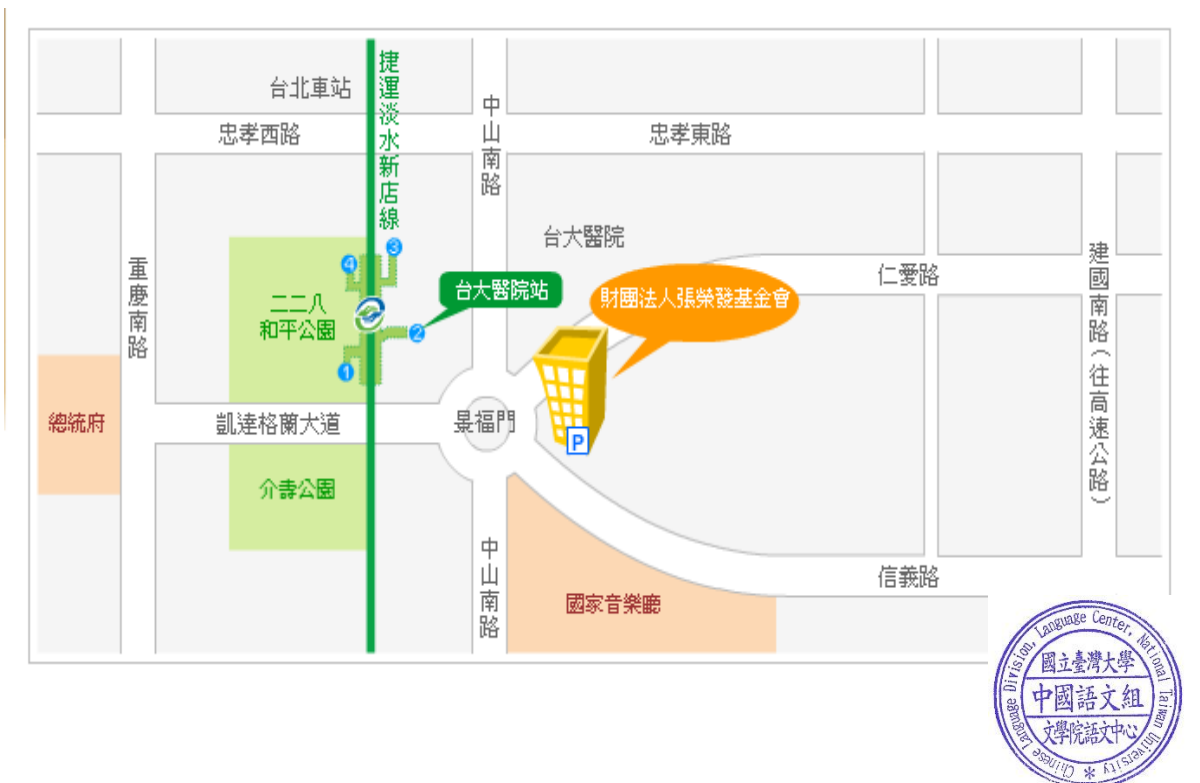 台北車站
捷運淡水新店線
中山南路
忠孝西路
忠孝東路
台大醫院
重慶南路
4
3
二二八
和平公園
台大醫院站
2
1
財團法人張榮發基金會
仁愛路
建國南路(往高速公路)
總統府
凱達格蘭大道
景福門
P
介壽公園
中山南路
國家音樂廳
信義路
Chinese Language Division, Language Center, National Taiwan University
國立臺灣大學
中國語文組
文學院語文中心